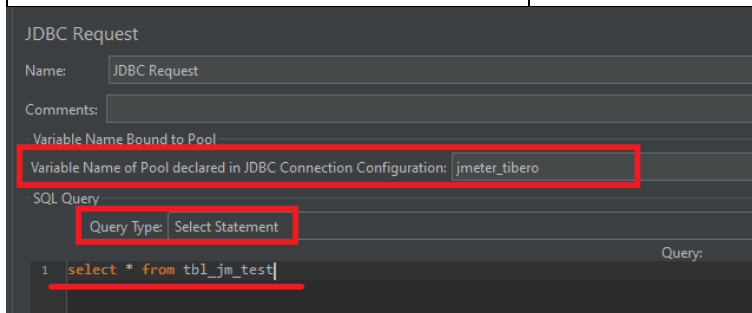 JDBC Request
Name: JDBC Request
Comments:
Variable Name Bound to Pool
Variable Name of Pool declared in JDBC Connection Configuration: jmeter_tibero
SQL Query
Query Type: Select Statement
Query:
1 select * from tbl_jm_test